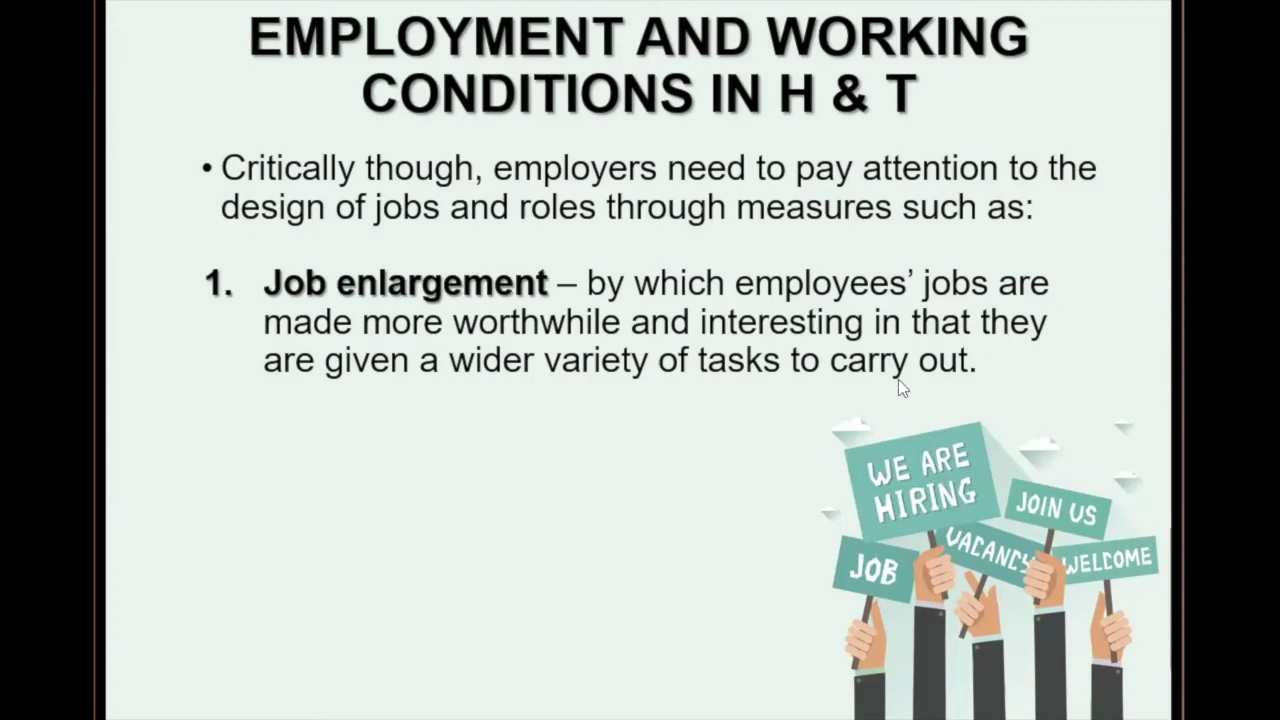 EMPLOYMENT AND WORKING
CONDITIONS IN H & T
• Critically though, employers need to pay attention to the
design of jobs and roles through measures such as:
1. Job enlargement – by which employees’ jobs are
made more worthwhile and interesting in that they
are given a wider variety of tasks to carry out.
WE ARE
HIRING
JOIN US
JOB
VACANCY
WELCOME